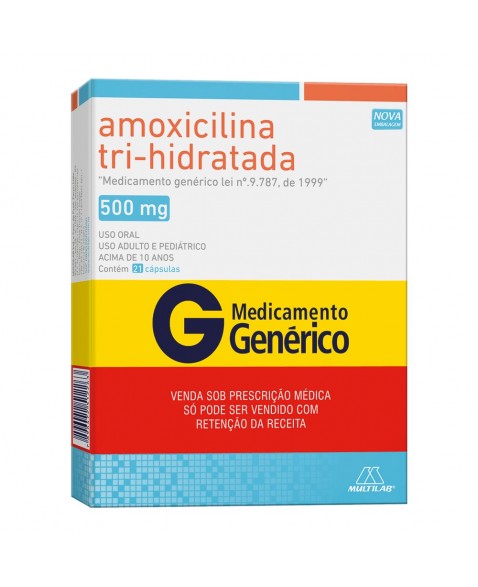 NOVA
EMBALAGEM
amoxicilina
tri-hidratada
"Medicamento genérico lei nº.9.787, de 1999"
500 mg
USO ORAL
USO ADULTO E PEDIÁTRICO
ACIMA DE 10 ANOS
Contém 21 cápsulas
G Medicamento
Genérico
VENDA SOB PRESCRIÇÃO MÉDICA
SÓ PODE SER VENDIDO COM
RETENÇÃO DA RECEITA
MULTILAB